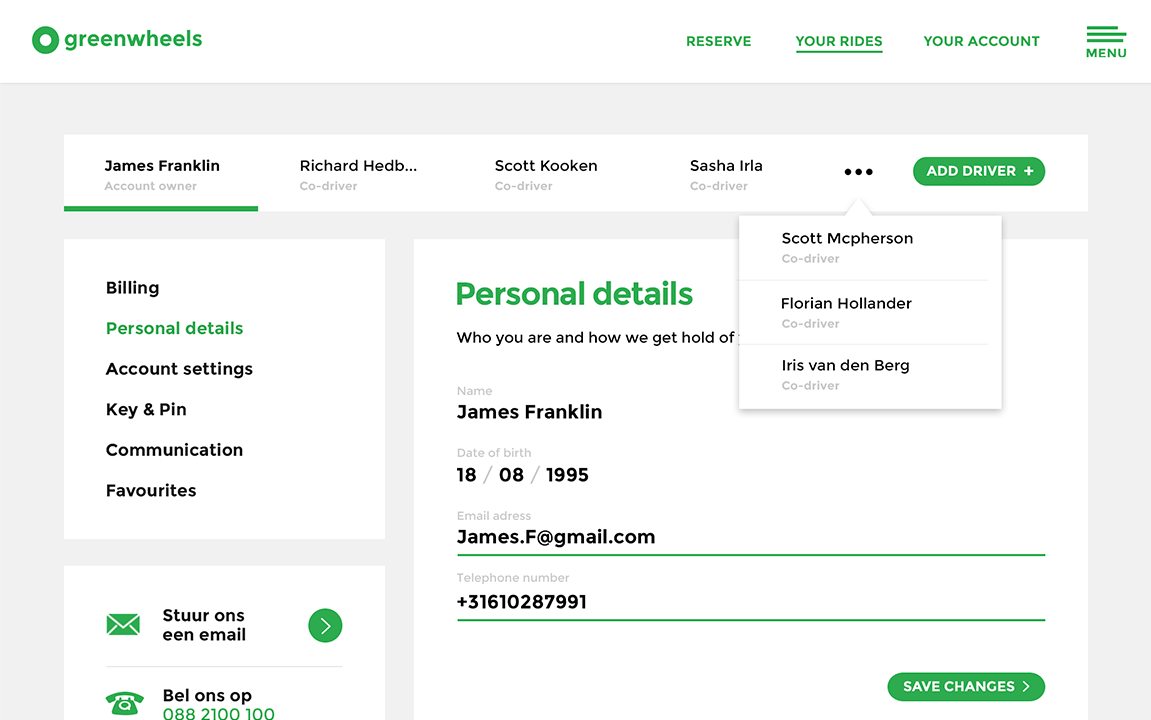 greenwheels
RESERVE
YOUR RIDES
YOUR ACCOUNT
MENU
James Franklin
Account owner
Richard Hedb...
Co-driver
Scott Kooken
Co-driver
Sasha Irla
Co-driver
•••
ADD DRIVER +
Scott Mcpherson
Co-driver
Florian Hollander
Co-driver
Iris van den Berg
Co-driver
Billing
Personal details
Account settings
Key & Pin
Communication
Favourites
Stuur ons
een email
Bel ons op
088 2100 100
Personal details
Who you are and how we get hold of
Name
James Franklin
Date of birth
18 / 08 / 1995
Email adress
James.F@gmail.com
Telephone number
+31610287991
SAVE CHANGES >